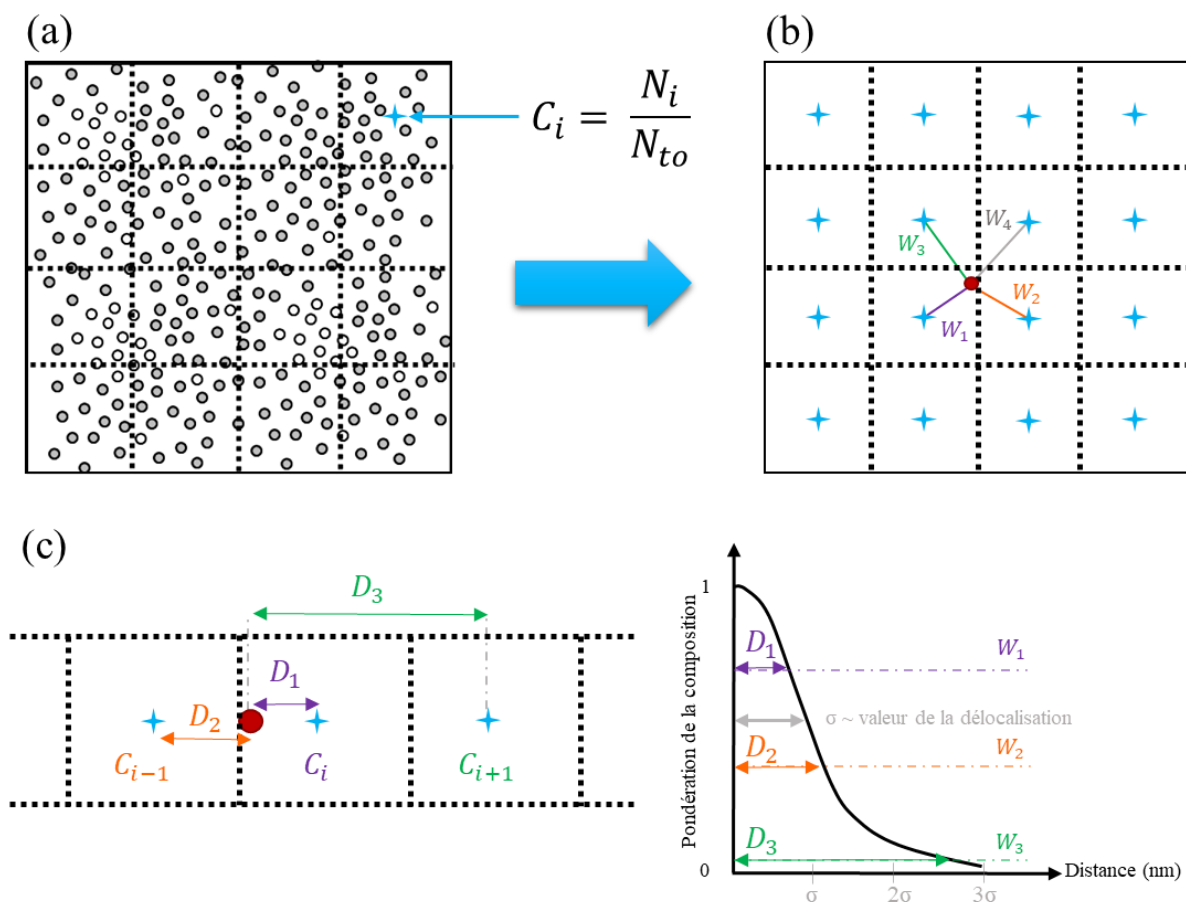 (a)
(b)
C_i = N_i / N_to
W_3
W_4
W_2
W_1
(c)
D_3
D_1
D_2
C_{i−1}
C_i
C_{i+1}
Pondération de la composition
1
D_1
W_1
σ ~ valeur de la délocalisation
D_2
W_2
D_3
W_3
0
Distance (nm)
σ
2σ
3σ